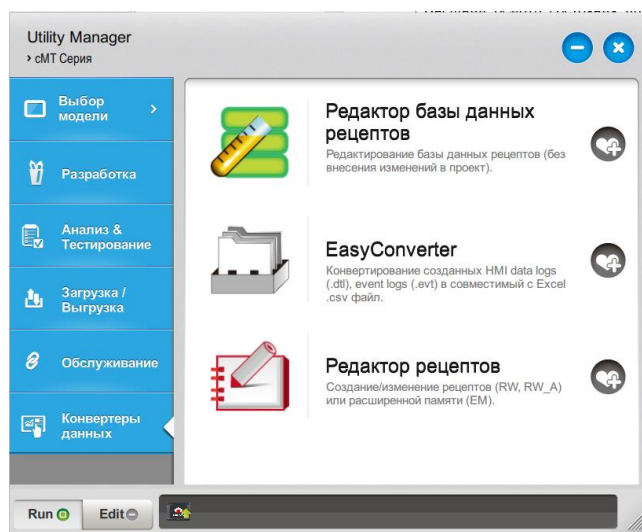 Utility Manager
› cMT Серия
Выбор
модели
Разработка
Анализ &
Тестирование
Загрузка /
Выгрузка
Обслуживание
Конвертеры
данных
Редактор базы данных
рецептов
Редактирование базы данных рецептов (без
внесения изменений в проект).
EasyConverter
Конвертирование созданных HMI data logs
(.dtl), event logs (.evt) в совместимый с Excel
.csv файл.
Редактор рецептов
Создание/изменение рецептов (RW, RW_A)
или расширенной памяти (EM).
Run
Edit